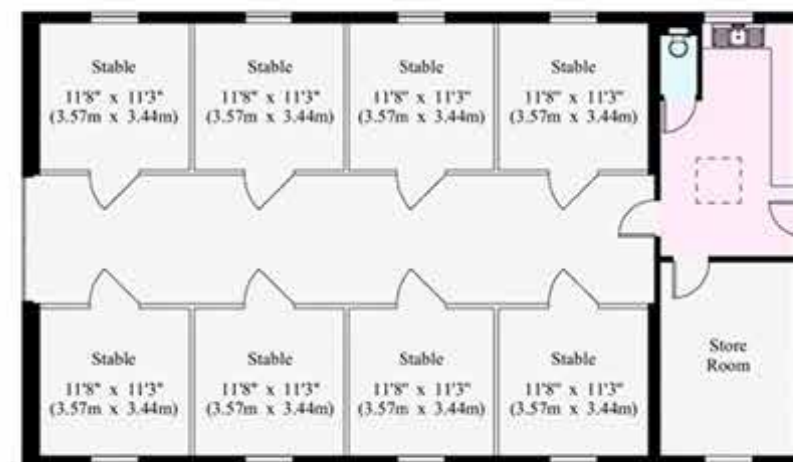 Stable
11'8" x 11'3"
(3.57m x 3.44m)
Stable
11'8" x 11'3"
(3.57m x 3.44m)
Stable
11'8" x 11'3"
(3.57m x 3.44m)
Stable
11'8" x 11'3"
(3.57m x 3.44m)
Stable
11'8" x 11'3"
(3.57m x 3.44m)
Stable
11'8" x 11'3"
(3.57m x 3.44m)
Stable
11'8" x 11'3"
(3.57m x 3.44m)
Stable
11'8" x 11'3"
(3.57m x 3.44m)
Store
Room